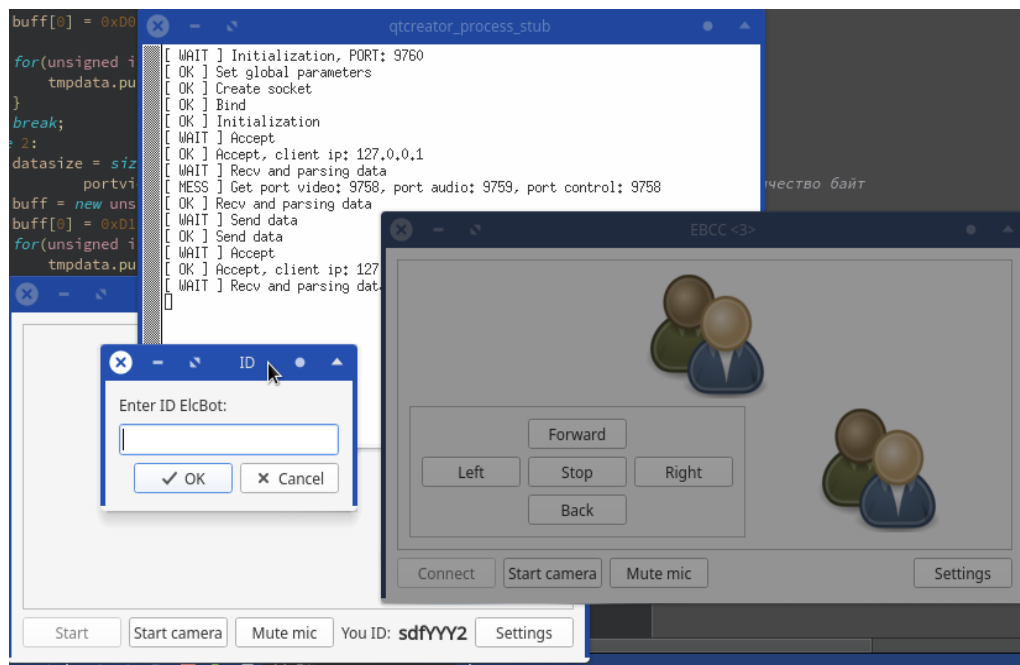 buff[0] = 0xD0
for(unsigned i
tmpdata.pu
}
break;
2:
datasize = siz
portvi
buff = new uns
buff[0] = 0xD1
for(unsigned i
tmpdata.pu
чество байт
qtcreator_process_stub
[ WAIT ] Initialization, PORT: 9760
[ OK ] Set global parameters
[ OK ] Create socket
[ OK ] Bind
[ OK ] Initialization
[ WAIT ] Accept
[ OK ] Accept, client ip: 127.0.0.1
[ WAIT ] Recv and parsing data
[ MESS ] Get port video: 9758, port audio: 9759, port control: 9758
[ OK ] Recv and parsing data
[ WAIT ] Send data
[ OK ] Send data
[ WAIT ] Accept
[ OK ] Accept, client ip: 127
[ WAIT ] Recv and parsing dat
EBCC <3>
Forward
Left Stop Right
Back
Connect Start camera Mute mic Settings
ID
Enter ID ElcBot:
OK Cancel
Start Start camera Mute mic You ID: sdfYYY2 Settings